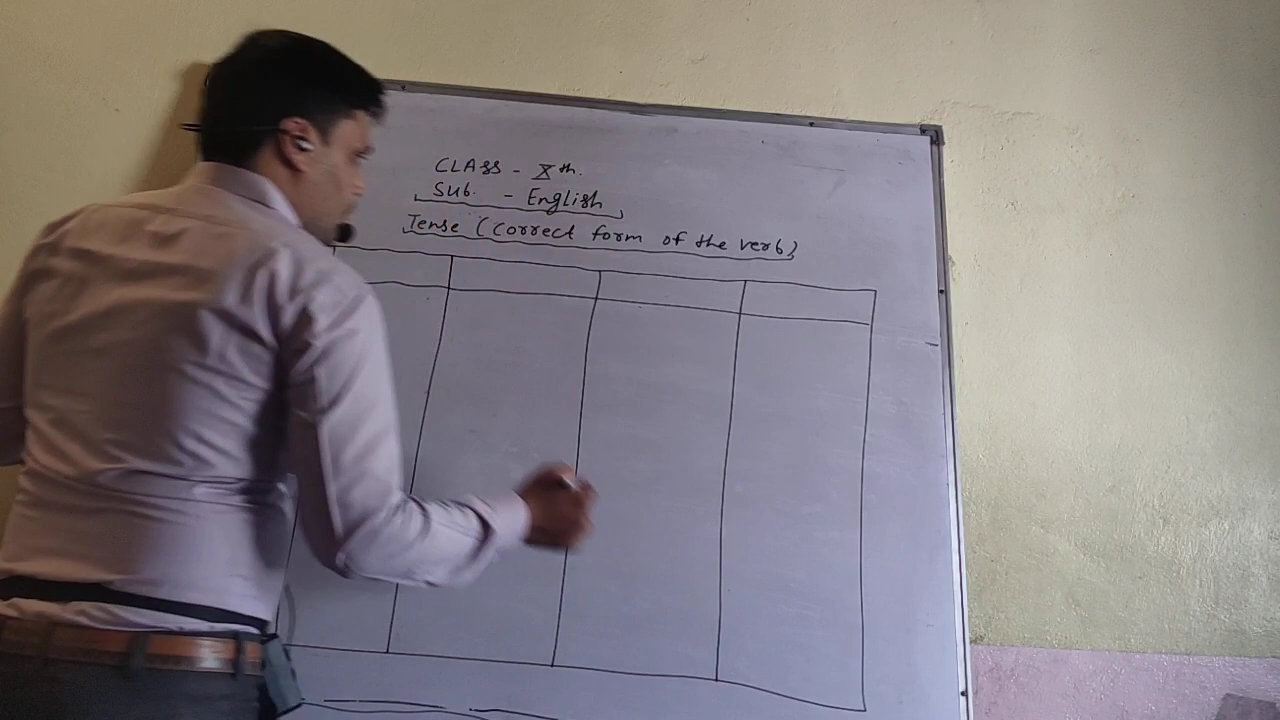 CLASS - Xth.
Sub. - English
Tense (correct form of the verb)